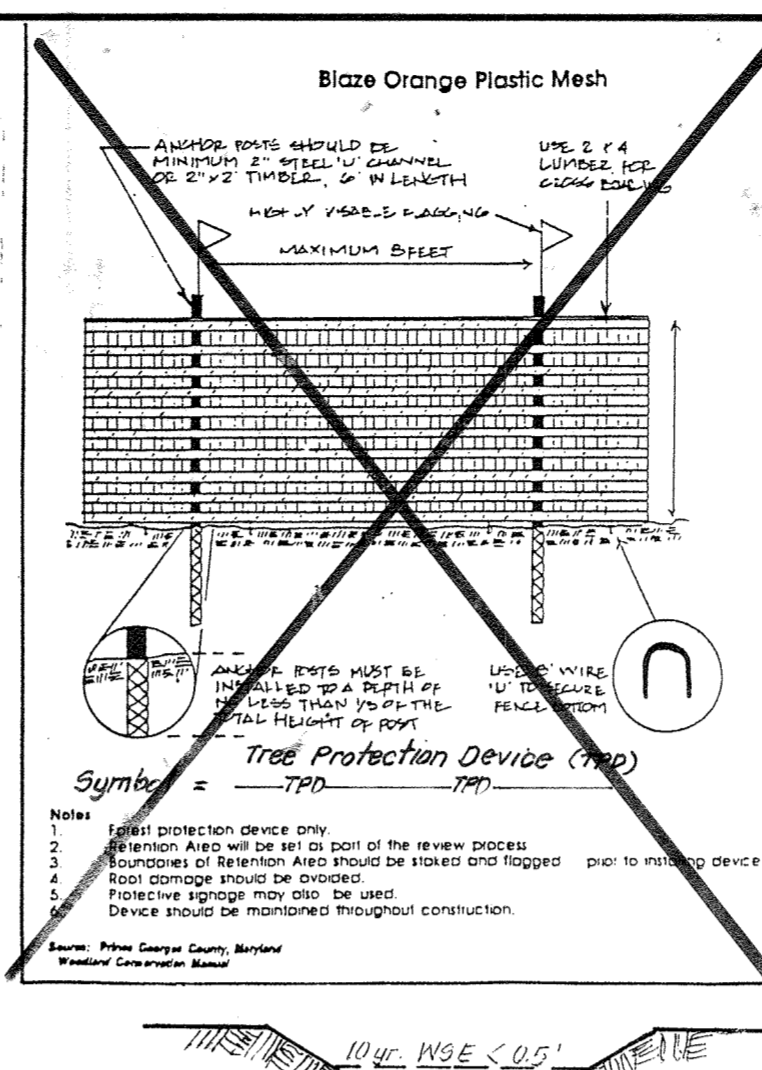 Blaze Orange Plastic Mesh
ANCHOR POSTS SHOULD BE
MINIMUM 2" STEEL 'U' CHANNEL
OR 2"x2' TIMBER, 6' IN LENGTH
USE 2 x 4
LUMBER FOR
CROSS
HIGHLY VISABLE FLAGGING
MAXIMUM 8 FEET
ANCHOR POSTS MUST BE
INSTALLED TO A DEPTH OF
NO LESS THAN 1/3 OF THE
TOTAL HEIGHT OF POST
USE 8" WIRE
'U' TO SECURE
FENCE BOTTOM
Tree Protection Device (TPD)
Symbol = TPD TPD
Notes
1. Forest protection device only.
2. Retention Area will be set as part of the review process
3. Boundaries of Retention Area should be staked and flagged prior to installing device
4. Root damage should be avoided.
5. Protective signage may also be used.
6. Device should be maintained throughout construction.
Source: Prince Georges County, Maryland
Woodland Conservation Manual
10 yr. WSE < 0.5'